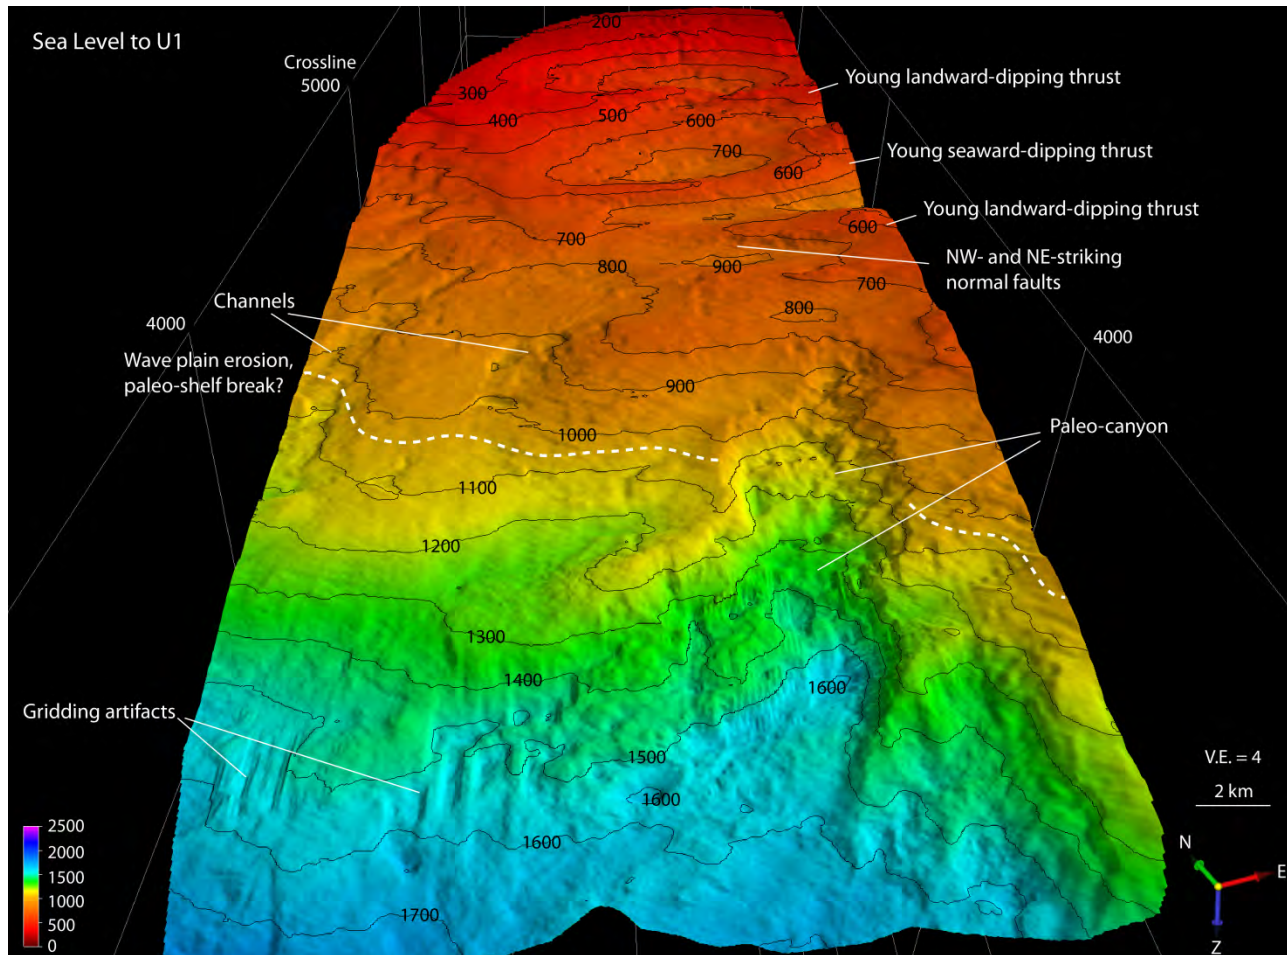 Sea Level to U1
200
Crossline
5000
Young landward-dipping thrust
300
400
500
600
Young seaward-dipping thrust
700
600
Young landward-dipping thrust
600
700
NW- and NE-striking
normal faults
800
900
700
Channels
800
4000
4000
Wave plain erosion,
paleo-shelf break?
900
Paleo-canyon
1000
1100
1200
1300
1400
1600
Gridding artifacts
1500
V.E. = 4
2 km
1600
1600
1700
2500
2000
1500
1000
500
0
N
E
Z